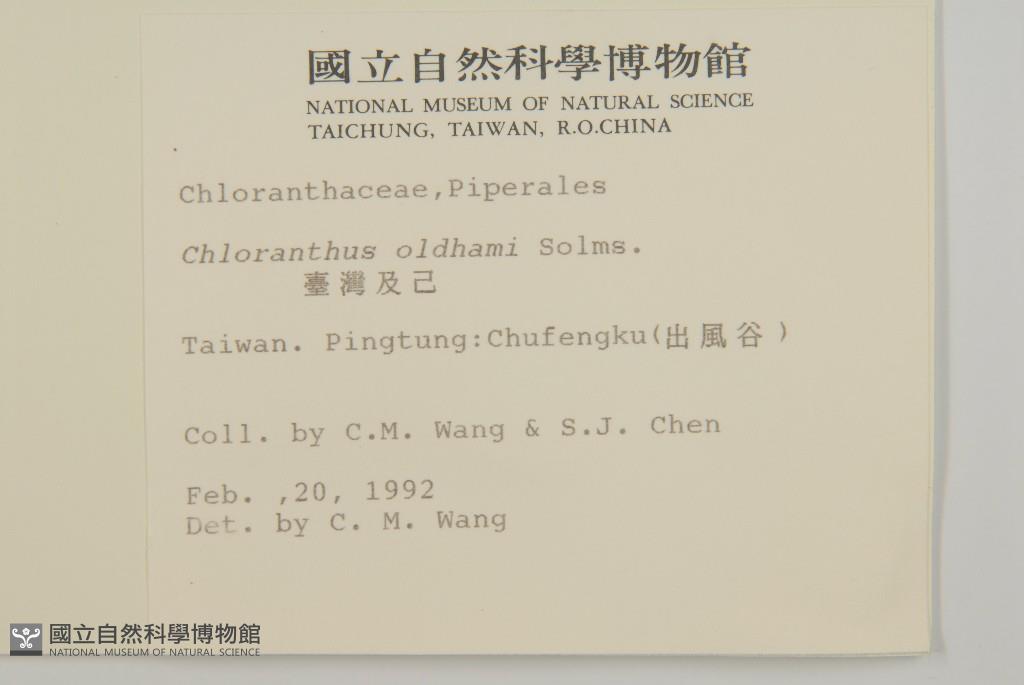 國立自然科學博物館
NATIONAL MUSEUM OF NATURAL SCIENCE
TAICHUNG, TAIWAN, R.O.CHINA
Chloranthaceae,Piperales
Chloranthus oldhami Solms.
臺灣及己
Taiwan. Pingtung:Chufengku(出風谷)
Coll. by C.M. Wang & S.J. Chen
Feb. ,20, 1992
Det. by C. M. Wang
國立自然科學博物館
NATIONAL MUSEUM OF NATURAL SCIENCE